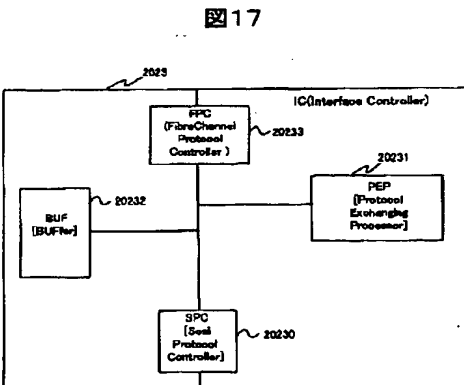 図17
2023
IC(Interface Controller)
FPC
(FibreChannel
Protocol
Controller)
20233
20231
PEP
[Protocol
Exchanging
Processor]
20232
BUF
[BUFfer]
SPC
[Scsi
Protocol
Controller]
20230